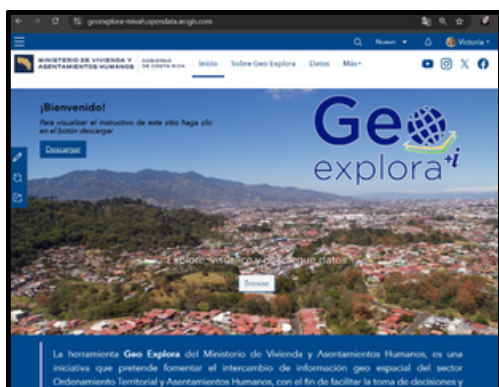 geoexplora-mivah.opendata.arcgis.com
Nuevo
Victoria
MINISTERIO DE VIVIENDA Y
ASENTAMIENTOS HUMANOS
GOBIERNO
DE COSTA RICA
Inicio
Sobre Geo Explora
Datos
Más
¡Bienvenido!
Para visualizar el instructivo de este sitio haga clic
en el botón descargar
Descargar
Geo
explora+i
Explore, visualice y descargue datos
Browse
La herramienta Geo Explora del Ministerio de Vivienda y Asentamientos Humanos, es una
iniciativa que pretende fomentar el intercambio de información geo espacial del sector
Ordenamiento Territorial y Asentamientos Humanos, con el fin de facilitar la toma de decisiones y